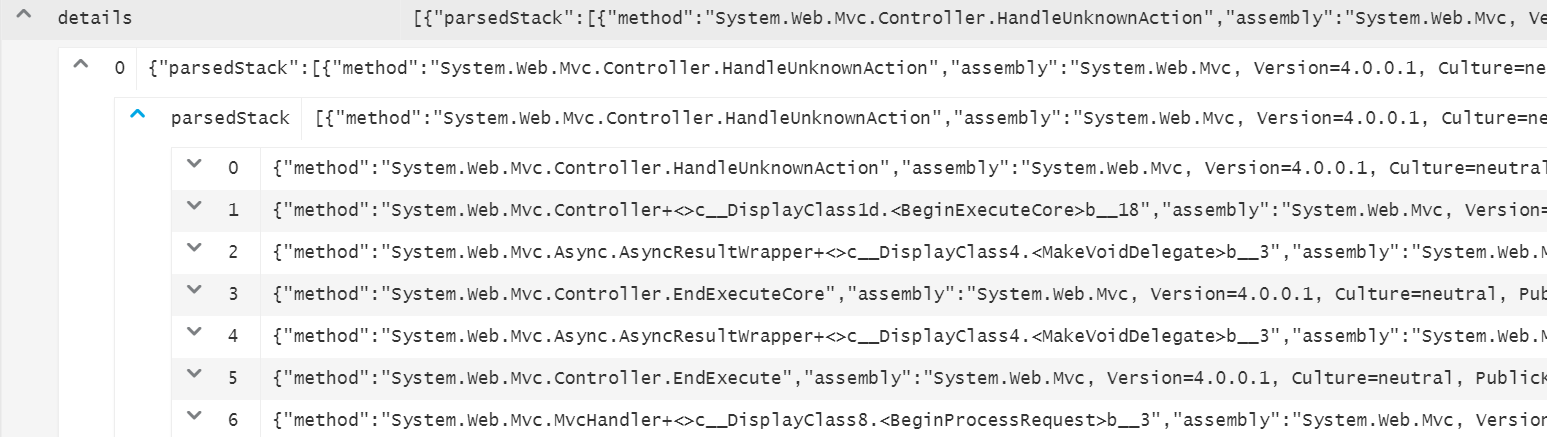 details [{"parsedStack":[{"method":"System.Web.Mvc.Controller.HandleUnknownAction","assembly":"System.Web.Mvc, Ve
0 {"parsedStack":[{"method":"System.Web.Mvc.Controller.HandleUnknownAction","assembly":"System.Web.Mvc, Version=4.0.0.1, Culture=ne
parsedStack [{"method":"System.Web.Mvc.Controller.HandleUnknownAction","assembly":"System.Web.Mvc, Version=4.0.0.1, Culture=ne
0 {"method":"System.Web.Mvc.Controller.HandleUnknownAction","assembly":"System.Web.Mvc, Version=4.0.0.1, Culture=neutral
1 {"method":"System.Web.Mvc.Controller+<>c__DisplayClass1d.<BeginExecuteCore>b__18","assembly":"System.Web.Mvc, Version=
2 {"method":"System.Web.Mvc.Async.AsyncResultWrapper+<>c__DisplayClass4.<MakeVoidDelegate>b__3","assembly":"System.Web.M
3 {"method":"System.Web.Mvc.Controller.EndExecuteCore","assembly":"System.Web.Mvc, Version=4.0.0.1, Culture=neutral, Pub
4 {"method":"System.Web.Mvc.Async.AsyncResultWrapper+<>c__DisplayClass4.<MakeVoidDelegate>b__3","assembly":"System.Web.M
5 {"method":"System.Web.Mvc.Controller.EndExecute","assembly":"System.Web.Mvc, Version=4.0.0.1, Culture=neutral, PublicK
6 {"method":"System.Web.Mvc.MvcHandler+<>c__DisplayClass8.<BeginProcessRequest>b__3","assembly":"System.Web.Mvc, Version